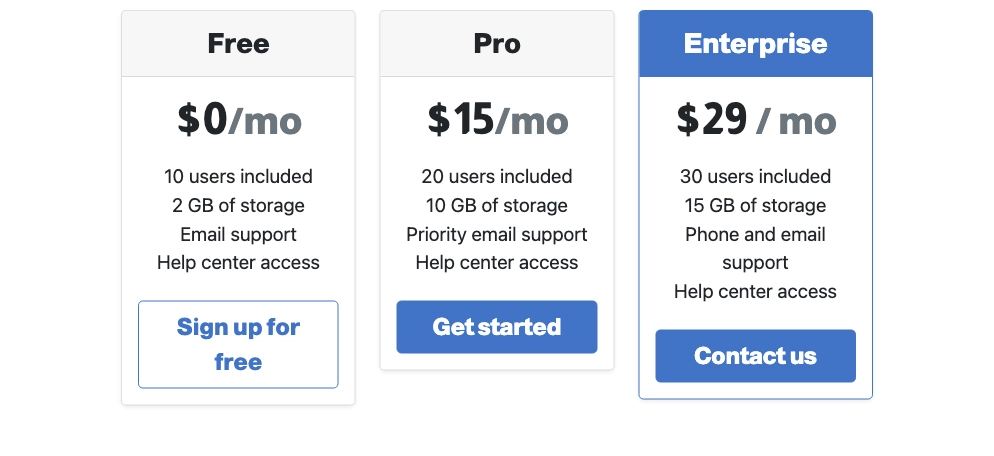 Free
$0/mo
10 users included
2 GB of storage
Email support
Help center access
Sign up for
free
Pro
$15/mo
20 users included
10 GB of storage
Priority email support
Help center access
Get started
Enterprise
$29 / mo
30 users included
15 GB of storage
Phone and email
support
Help center access
Contact us